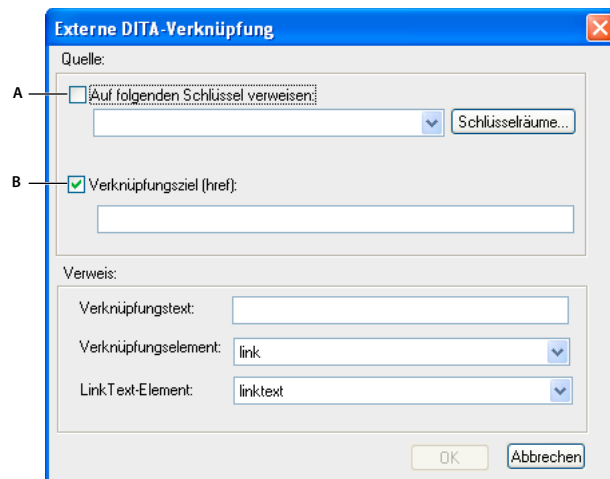 Externe DITA-Verknüpfung
Quelle:
A
Auf folgenden Schlüssel verweisen:
Schlüsselräume...
B
Verknüpfungsziel (href):
Verweis:
Verknüpfungstext:
Verknüpfungselement: link
LinkText-Element: linktext
OK Abbrechen